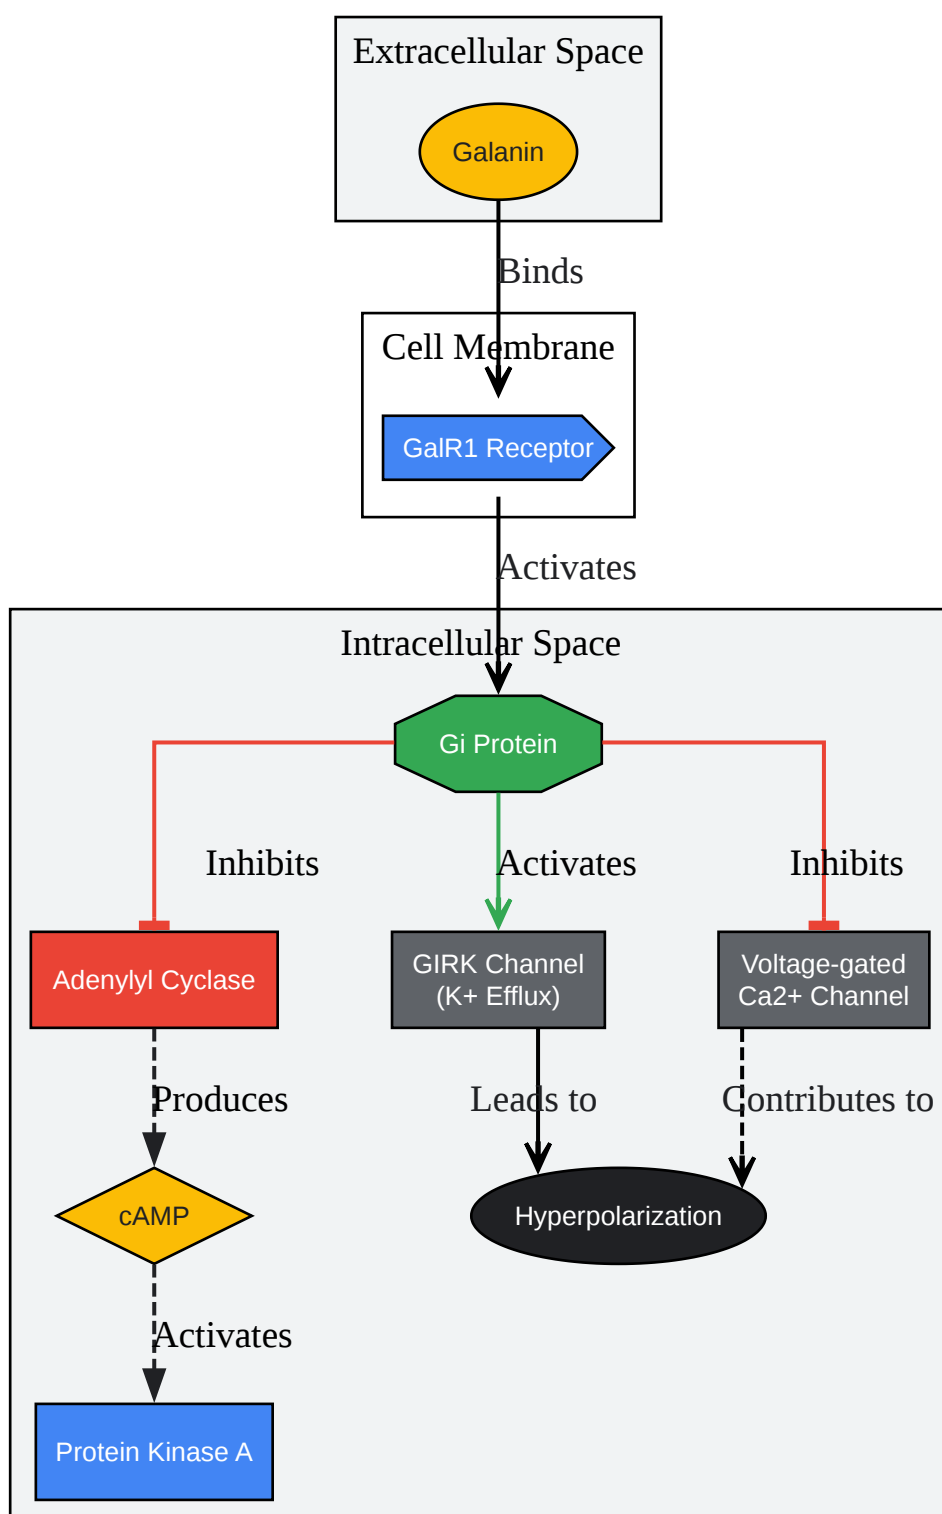 Extracellular Space
Galanin
Binds
Cell Membrane
GalR1 Receptor
Activates
Intracellular Space
Gi Protein
Inhibits
Activates
Inhibits
Adenylyl Cyclase
GIRK Channel
(K+ Efflux)
Voltage-gated
Ca2+ Channel
Produces
Leads to
Contributes to
cAMP
Hyperpolarization
Activates
Protein Kinase A